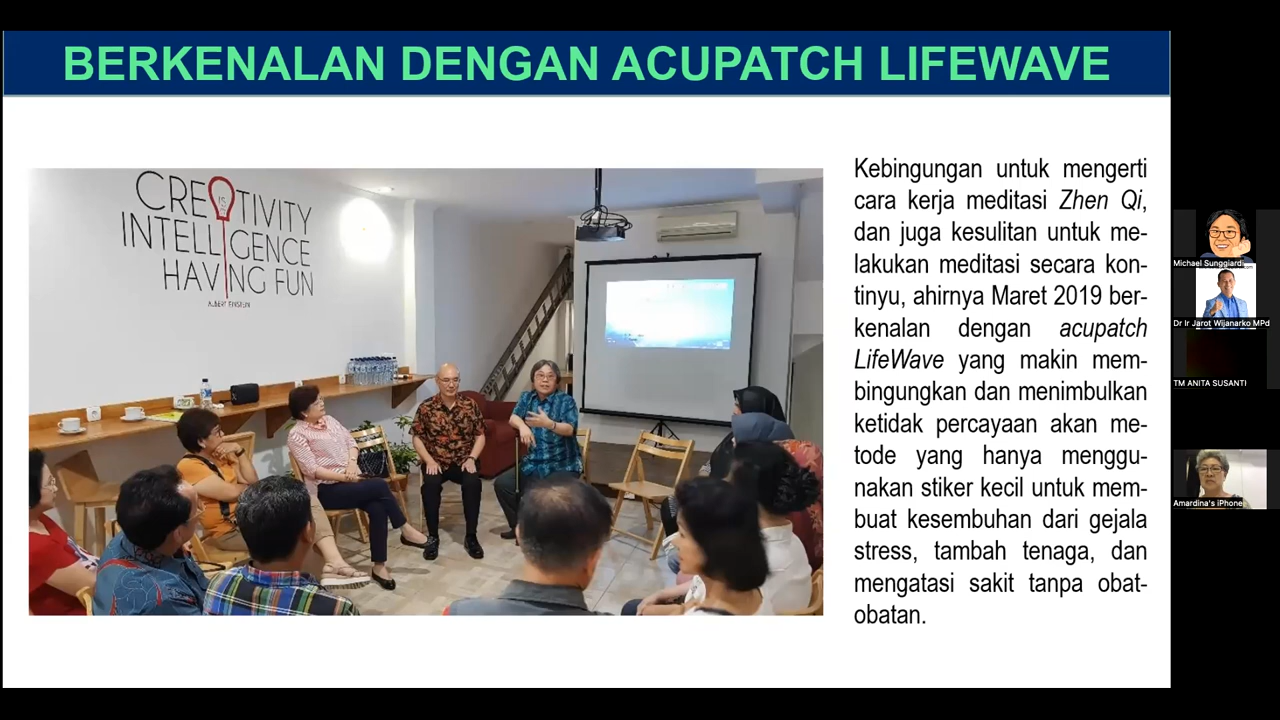 BERKENALAN DENGAN ACUPATCH LIFEWAVE
CREATIVITY
IS
INTELLIGENCE
HAVING FUN
ALBERT EINSTEIN
Kebingungan untuk mengerti
cara kerja meditasi Zhen Qi,
dan juga kesulitan untuk me-
lakukan meditasi secara kon-
tinyu, ahirnya Maret 2019 ber-
kenalan dengan acupatch
LifeWave yang makin mem-
bingungkan dan menimbulkan
ketidak percayaan akan me-
tode yang hanya menggu-
nakan stiker kecil untuk mem-
buat kesembuhan dari gejala
stress, tambah tenaga, dan
mengatasi sakit tanpa obat-
obatan.
Michael Sunggiardi
Dr Ir Jarot Wijanarko MPd
TM ANITA SUSANTI
Amardina's iPhone